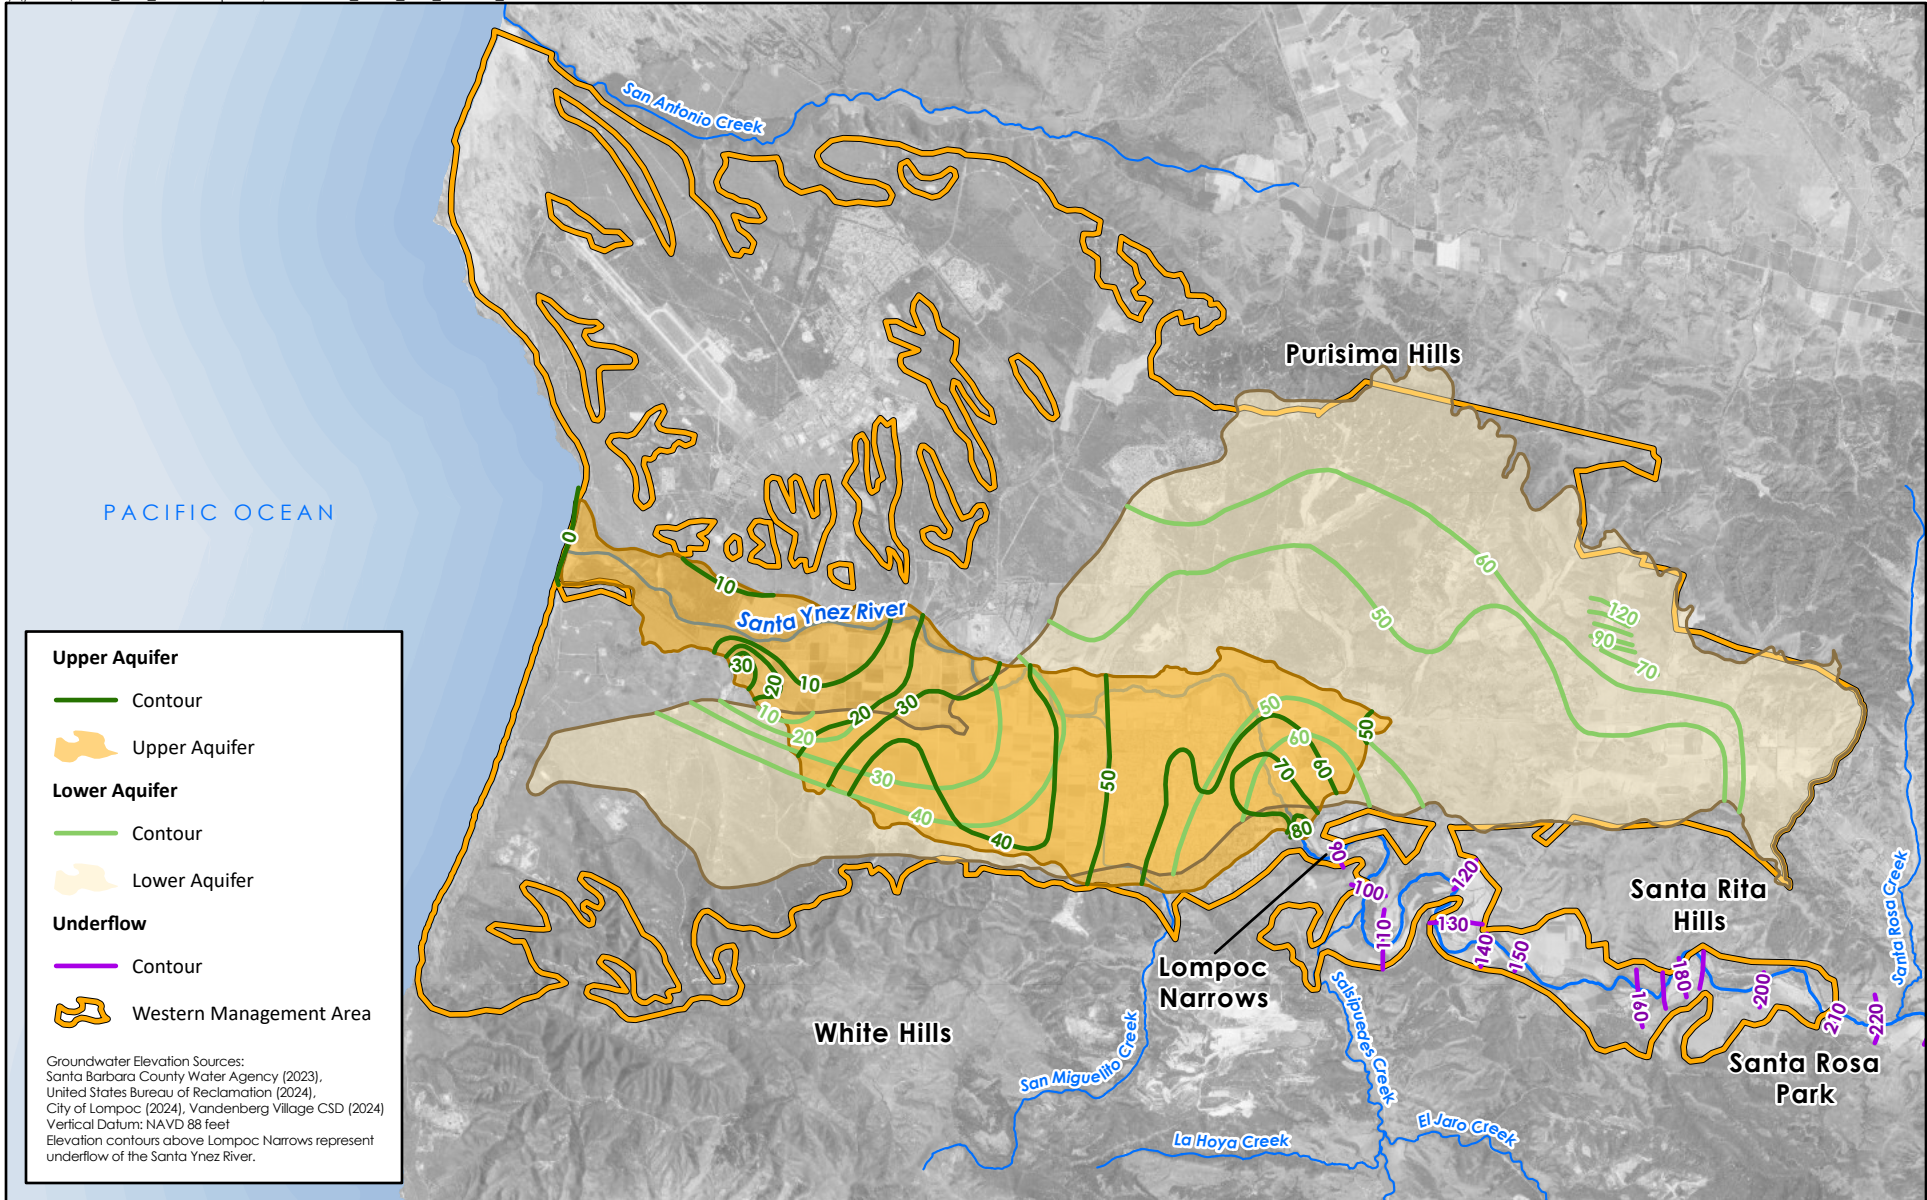 San Antonio Creek
Purisima Hills
PACIFIC OCEAN
0
10
Santa Ynez River
60
50
120
90
70
30
20
10
10
20
30
20
30
40
40
50
50
60
70
60
50
80
90
100
110
120
130
140
150
160
180
200
210
220
Santa Rita
Hills
Santa Rosa Creek
Lompoc
Narrows
Salsipuedes Creek
White Hills
San Miguelito Creek
Santa Rosa
Park
La Hoya Creek
El Jaro Creek
Upper Aquifer
Contour
Upper Aquifer
Lower Aquifer
Contour
Lower Aquifer
Underflow
Contour
Western Management Area
Groundwater Elevation Sources:
Santa Barbara County Water Agency (2023),
United States Bureau of Reclamation (2024),
City of Lompoc (2024), Vandenberg Village CSD (2024)
Vertical Datum: NAVD 88 feet
Elevation contours above Lompoc Narrows represent
underflow of the Santa Ynez River.